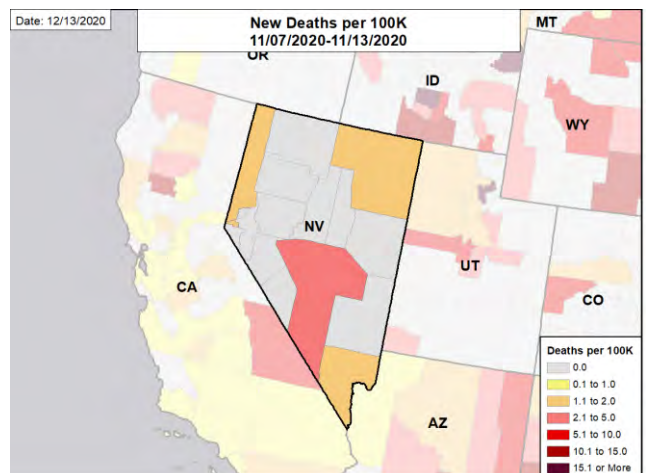 Date: 12/13/2020
New Deaths per 100K
11/07/2020-11/13/2020
MT
OR
ID
WY
NV
UT
CA
CO
AZ
Deaths per 100K
0.0
0.1 to 1.0
1.1 to 2.0
2.1 to 5.0
5.1 to 10.0
10.1 to 15.0
15.1 or More